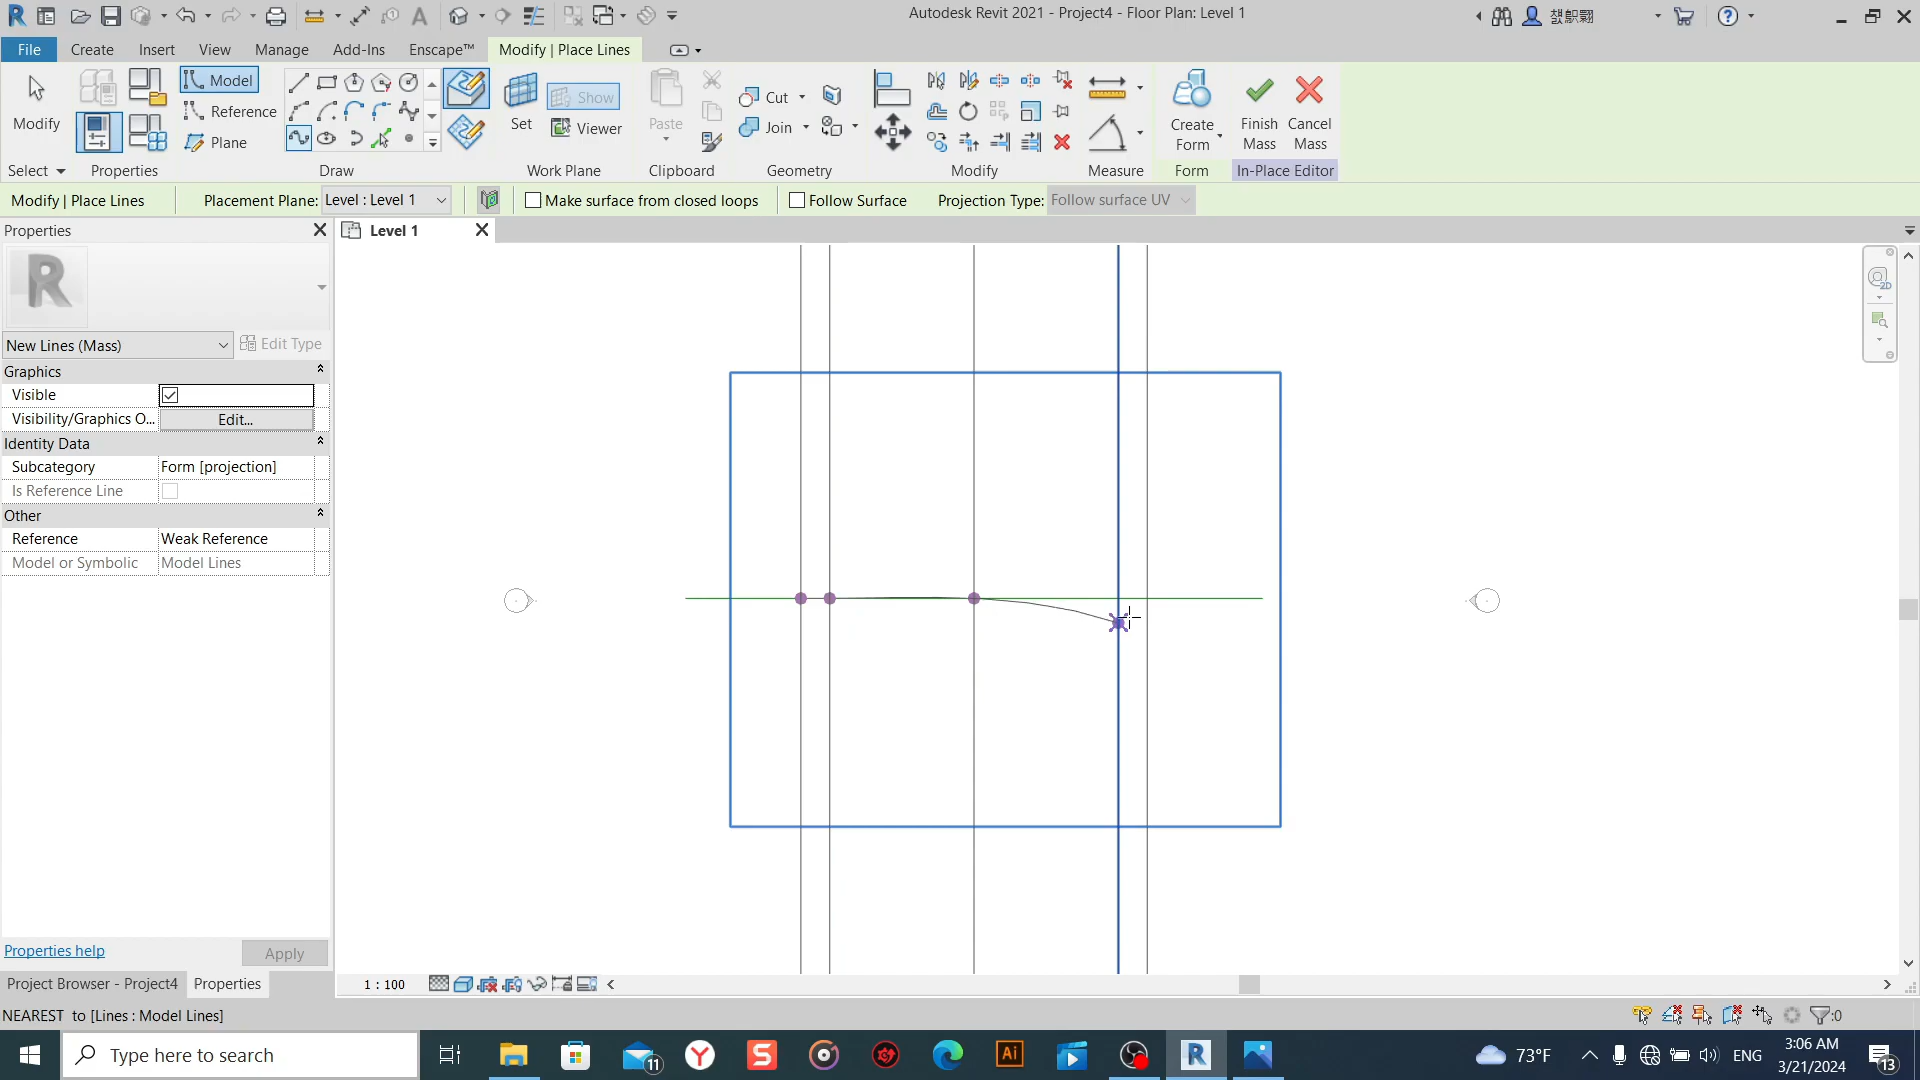 Autodesk Revit 2021 - Project4 - Floor Plan: Level 1
File Create Insert View Manage Add-Ins Enscape™ Modify | Place Lines
Modify
Model
Reference
Plane
Set
Show
Viewer
Paste
Cut
Join
Create
Form
Finish
Mass
Cancel
Mass
Select Properties Draw Work Plane Clipboard Geometry Modify Measure Form In-Place Editor
Modify | Place Lines Placement Plane: Level : Level 1 Make surface from closed loops Follow Surface Projection Type: Follow surface UV
Properties
Level 1
New Lines (Mass) Edit Type
Graphics
Visible
Visibility/Graphics O... Edit...
Identity Data
Subcategory Form [projection]
Is Reference Line
Other
Reference Weak Reference
Model or Symbolic Model Lines
2D
Properties help Apply
Project Browser - Project4 Properties
1 : 100
NEAREST to [Lines : Model Lines]
:0
Type here to search
11
Ai
73°F
ENG
3:06 AM
3/21/2024
13